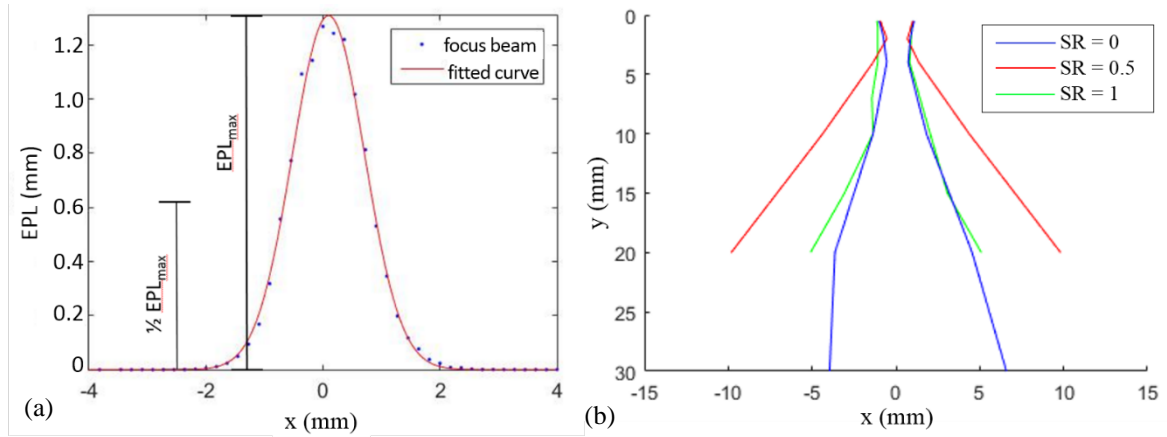 EPL (mm)
1.2
1.0
0.8
0.6
0.4
0.2
0
EPLmax
½ EPLmax
focus beam
fitted curve
-4
-2
0
2
4
x (mm)
(a)
y (mm)
0
5
10
15
20
25
30
SR = 0
SR = 0.5
SR = 1
-15
-10
-5
0
5
10
15
x (mm)
(b)